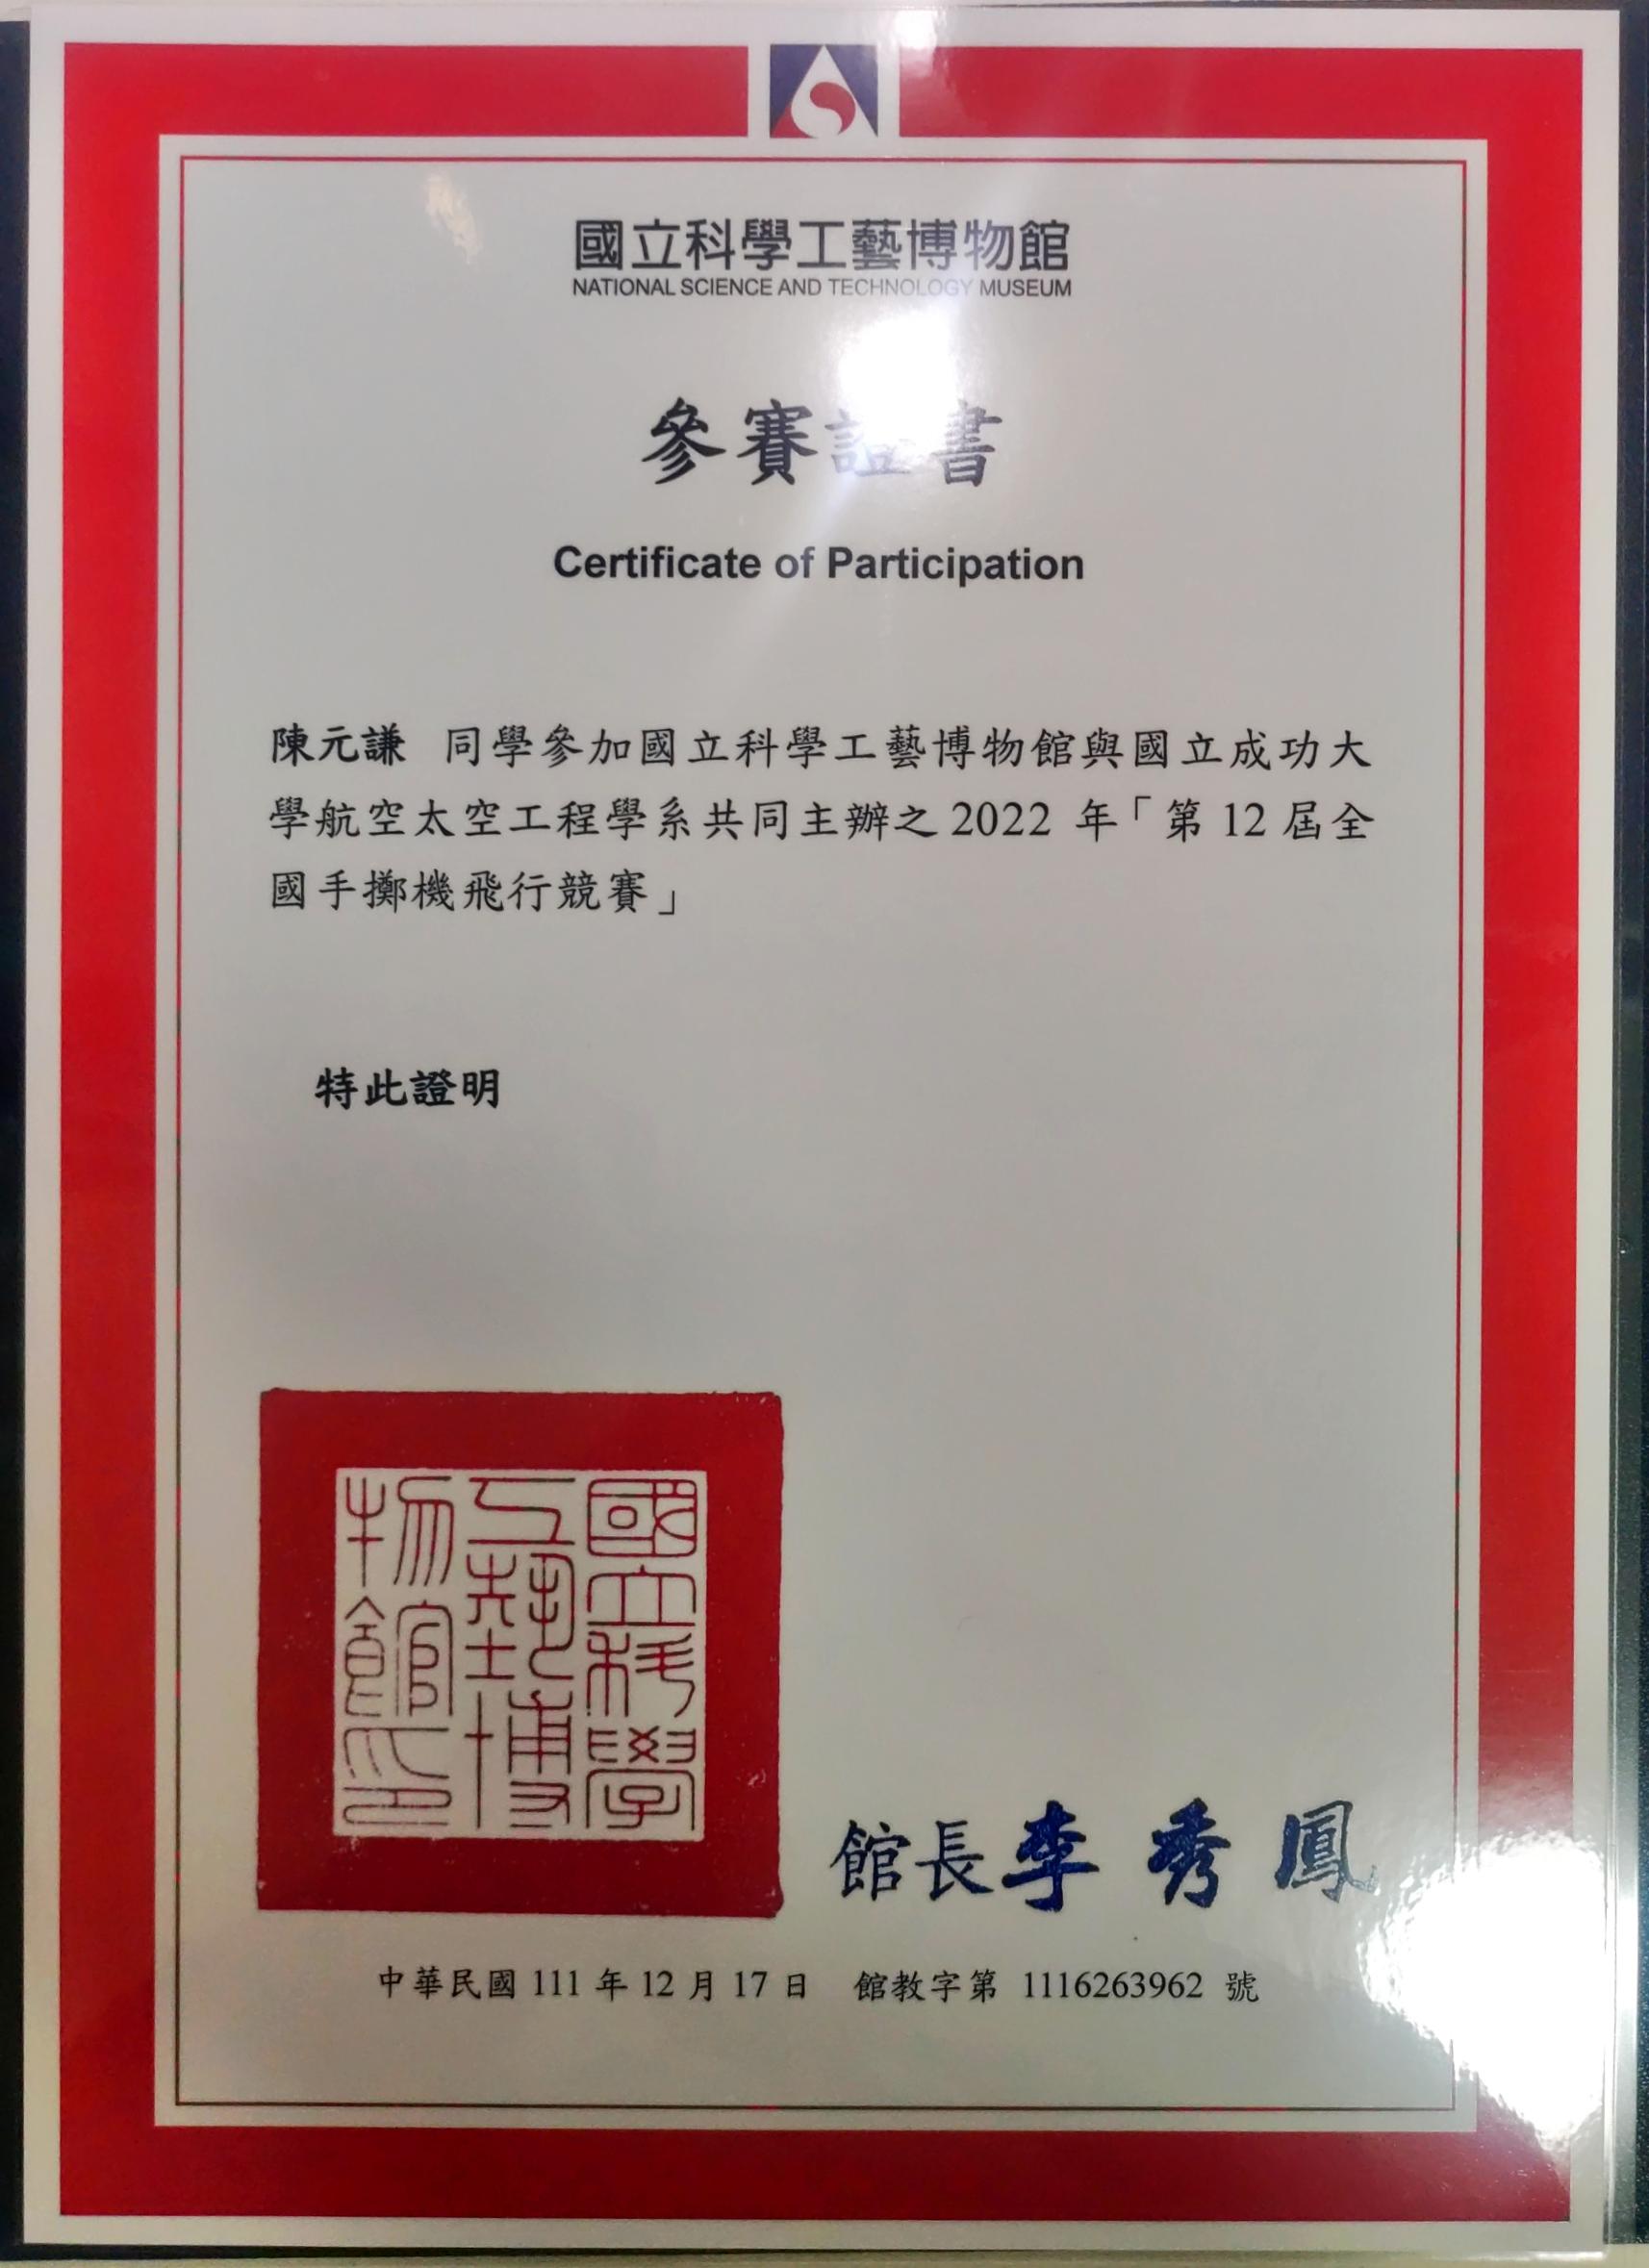 國立科學工藝博物館
NATIONAL SCIENCE AND TECHNOLOGY MUSEUM
參賽證書
Certificate of Participation
陳元謙 同學參加國立科學工藝博物館與國立成功大
學航空太空工程學系共同主辦之 2022 年「第 12 屆全
國手擲機飛行競賽」
特此證明
國立科學
工藝博
物館印
館長李秀鳳
中華民國 111 年 12 月 17 日 館教字第 1116263962 號